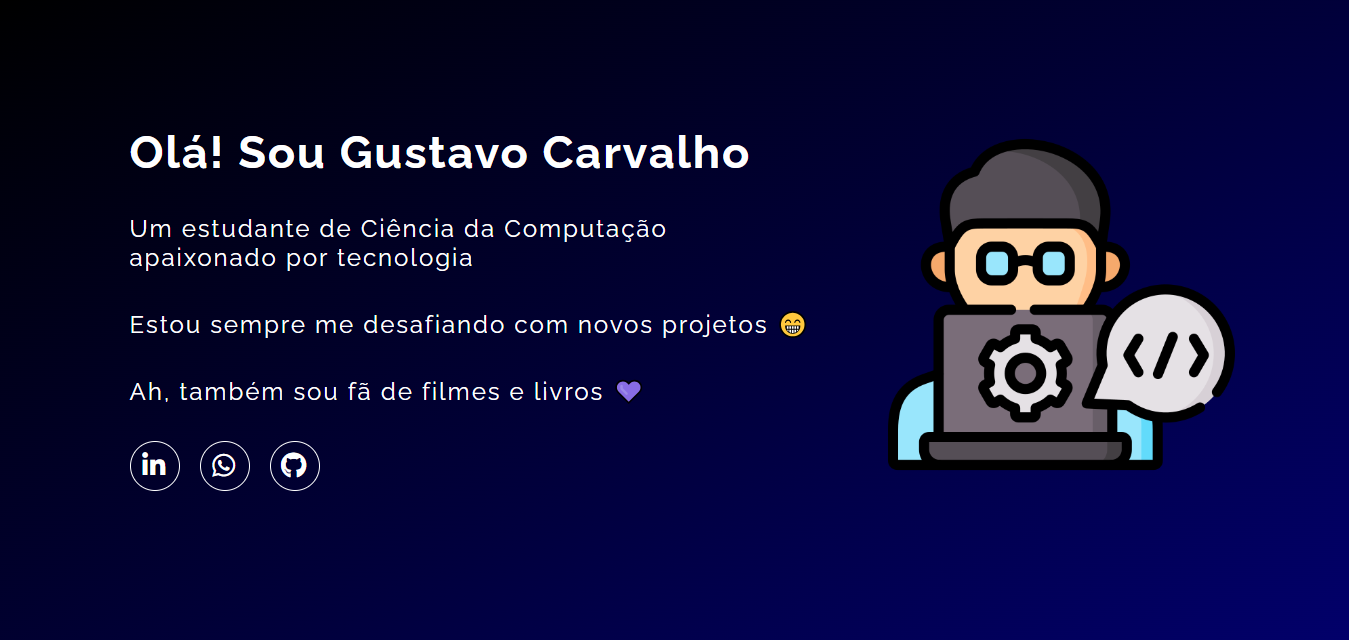 Olá! Sou Gustavo Carvalho
Um estudante de Ciência da Computação
apaixonado por tecnologia
Estou sempre me desafiando com novos projetos 😁
Ah, também sou fã de filmes e livros 💜
in
</>